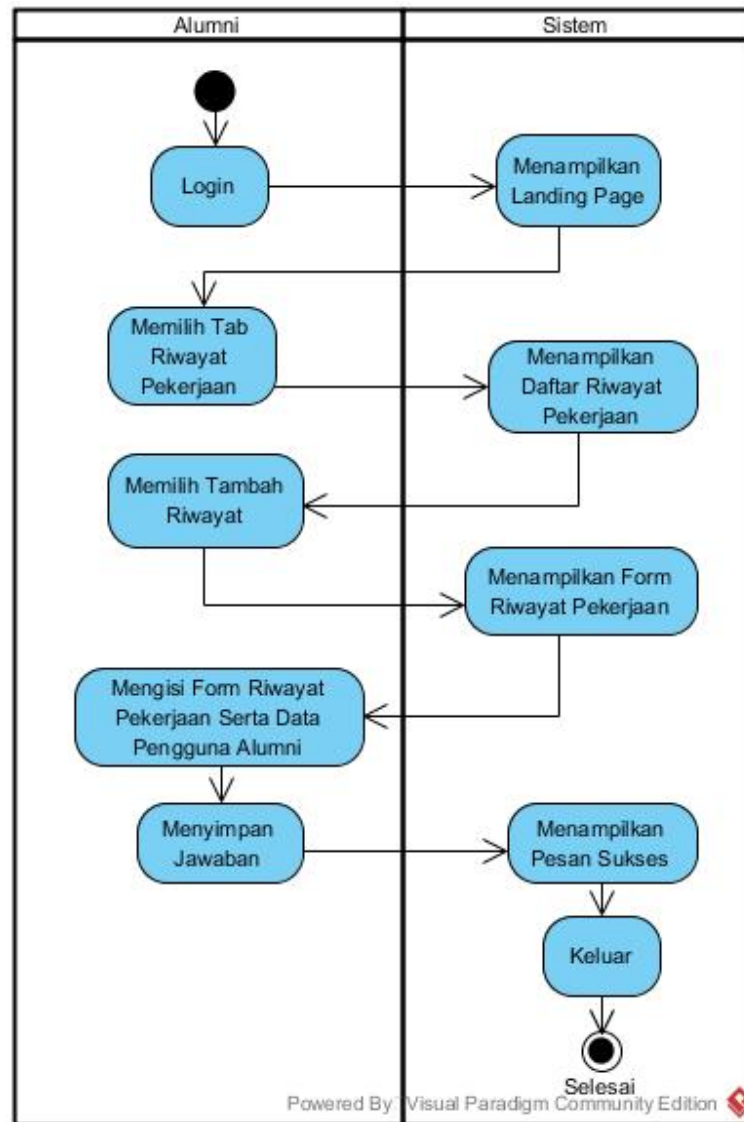 Alumni
Sistem
Login
Menampilkan
Landing Page
Memilih Tab
Riwayat
Pekerjaan
Menampilkan
Daftar Riwayat
Pekerjaan
Memilih Tambah
Riwayat
Menampilkan Form
Riwayat Pekerjaan
Mengisi Form Riwayat
Pekerjaan Serta Data
Pengguna Alumni
Menyimpan
Jawaban
Menampilkan
Pesan Sukses
Keluar
Selesai
Powered By Visual Paradigm Community Edition